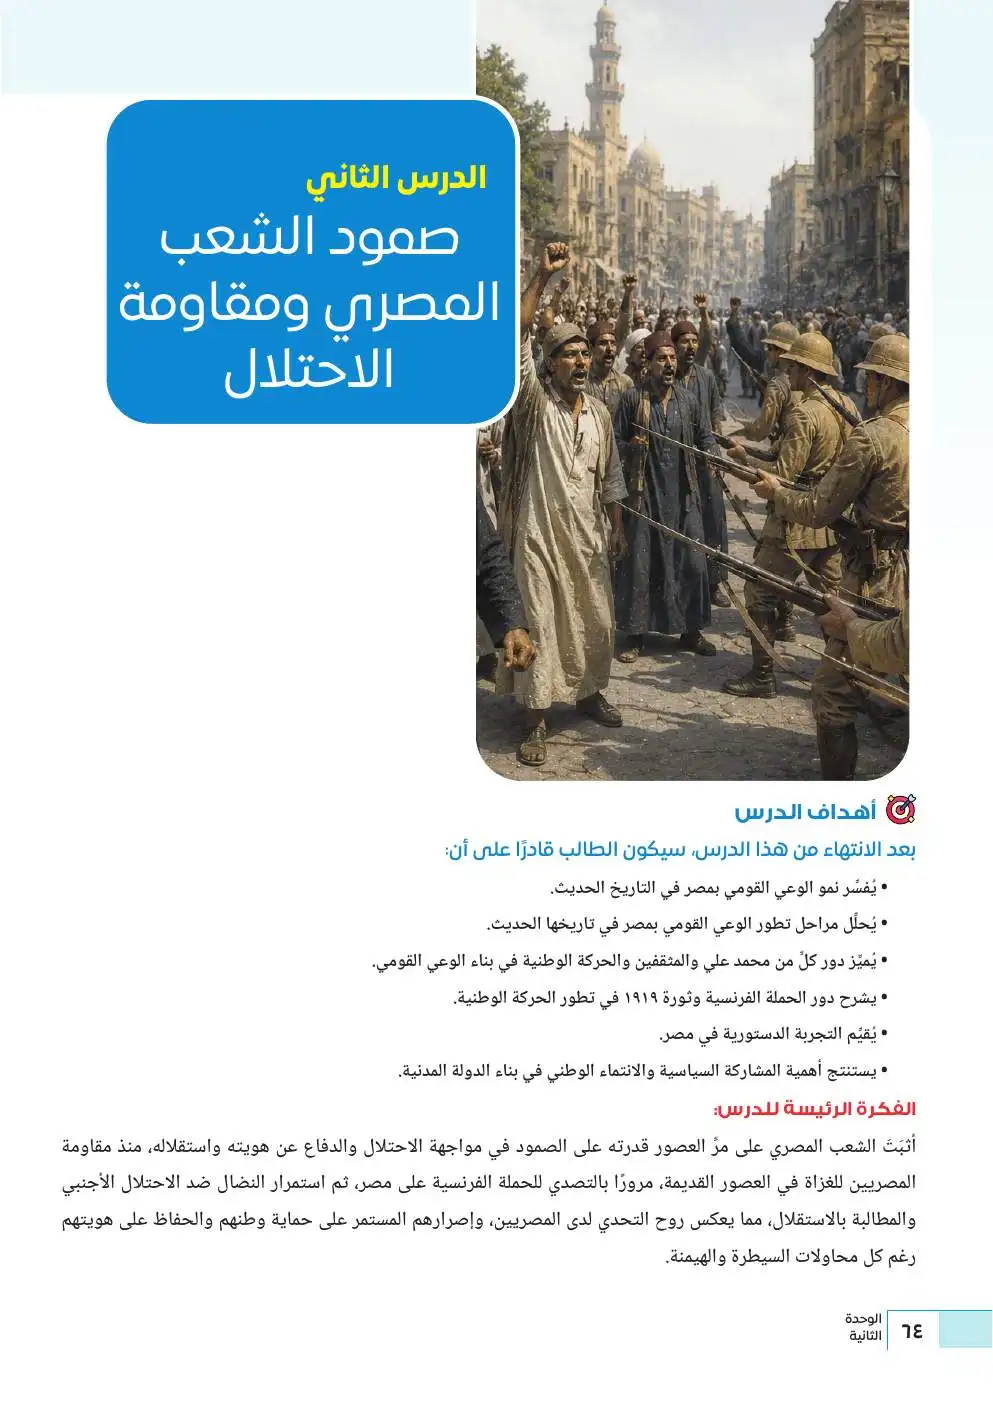 الدرس الثاني
صمود الشعب
المصري ومقاومة
الاحتلال
أهداف الدرس
بعد الانتهاء من هذا الدرس، سيكون الطالب قادرًا على أن:
• يُفسِّر نمو الوعي القومي بمصر في التاريخ الحديث.
• يُحلِّل مراحل تطور الوعي القومي بمصر في تاريخها الحديث.
• يُميِّز دور كلٍّ من محمد علي والمثقفين والحركة الوطنية في بناء الوعي القومي.
• يشرح دور الحملة الفرنسية وثورة ١٩١٩ في تطور الحركة الوطنية.
• يُقيِّم التجربة الدستورية في مصر.
• يستنتج أهمية المشاركة السياسية والانتماء الوطني في بناء الدولة المدنية.
الفكرة الرئيسة للدرس:
أثبَتَ الشعب المصري على مرِّ العصور قدرته على الصمود في مواجهة الاحتلال والدفاع عن هويته واستقلاله، منذ مقاومة
المصريين للغزاة في العصور القديمة، مرورًا بالتصدي للحملة الفرنسية على مصر، ثم استمرار النضال ضد الاحتلال الأجنبي
والمطالبة بالاستقلال، مما يعكس روح التحدي لدى المصريين، وإصرارهم المستمر على حماية وطنهم والحفاظ على هويتهم
رغم كل محاولات السيطرة والهيمنة.
الوحدة
الثانية
٦٤